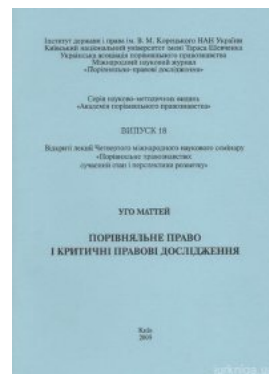 Інститут держави і права ім. В. М. Корецького НАН України
Київський національний університет імені Тараса Шевченка
Українська асоціація порівняльного правознавства
Міжнародний науковий журнал
«Порівняльно-правові дослідження»
Серія науково-методичних видань
«Академія порівняльного правознавства»
ВИПУСК 18
Відкриті лекції Четвертого міжнародного наукового семінару
«Порівняльне правознавство:
сучасний стан і перспективи розвитку»
УГО МАТТЕЙ
ПОРІВНЯЛЬНЕ ПРАВО
І КРИТИЧНІ ПРАВОВІ ДОСЛІДЖЕННЯ
Київ
2009